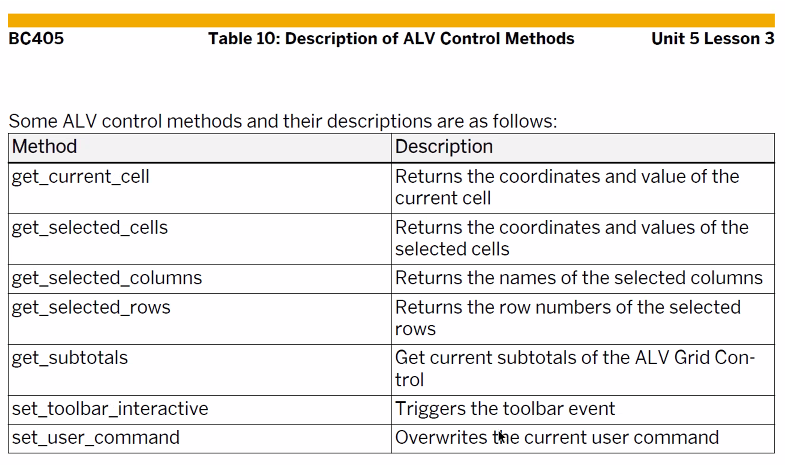 BC405 Table 10: Description of ALV Control Methods Unit 5 Lesson 3
Some ALV control methods and their descriptions are as follows:
Method Description
get_current_cell Returns the coordinates and value of the
current cell
get_selected_cells Returns the coordinates and values of the
selected cells
get_selected_columns Returns the names of the selected columns
get_selected_rows Returns the row numbers of the selected
rows
get_subtotals Get current subtotals of the ALV Grid Con-
trol
set_toolbar_interactive Triggers the toolbar event
set_user_command Overwrites the current user command